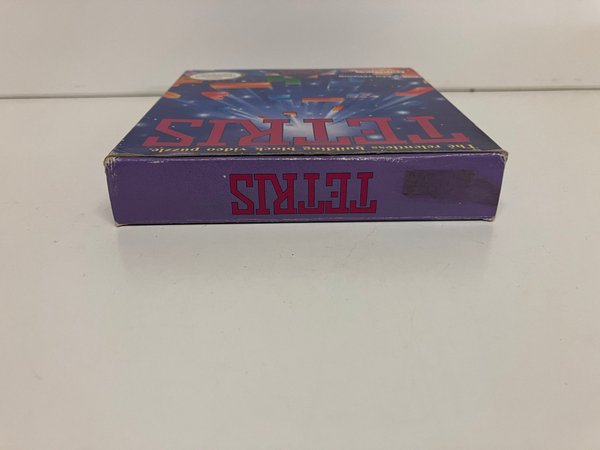 TETRIS
The relentless building block video puzzle.
TETRIS